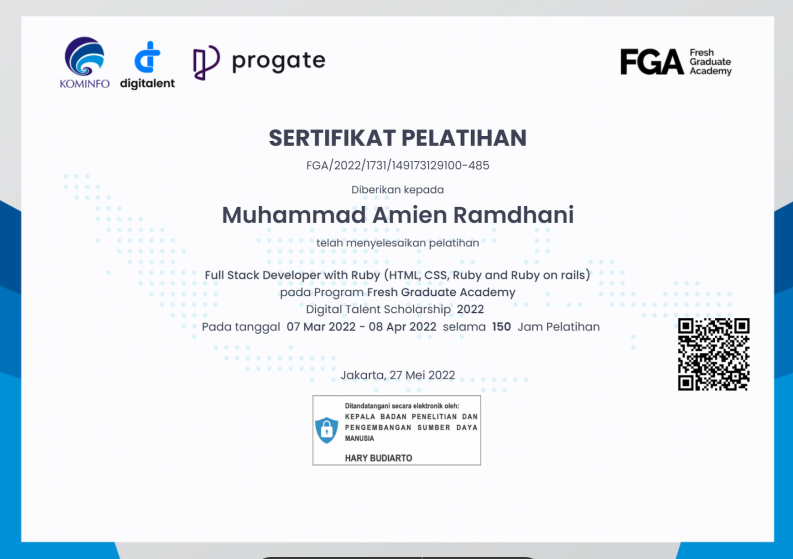 KOMINFO
digitalent
progate
FGA Fresh Graduate Academy
SERTIFIKAT PELATIHAN
FGA/2022/1731/149173129100-485
Diberikan kepada
Muhammad Amien Ramdhani
telah menyelesaikan pelatihan
Full Stack Developer with Ruby (HTML, CSS, Ruby and Ruby on rails)
pada Program Fresh Graduate Academy
Digital Talent Scholarship 2022
Pada tanggal 07 Mar 2022 - 08 Apr 2022 selama 150 Jam Pelatihan
Jakarta, 27 Mei 2022
Ditandatangani secara elektronik oleh:
KEPALA BADAN PENELITIAN DAN
PENGEMBANGAN SUMBER DAYA
MANUSIA
HARY BUDIARTO